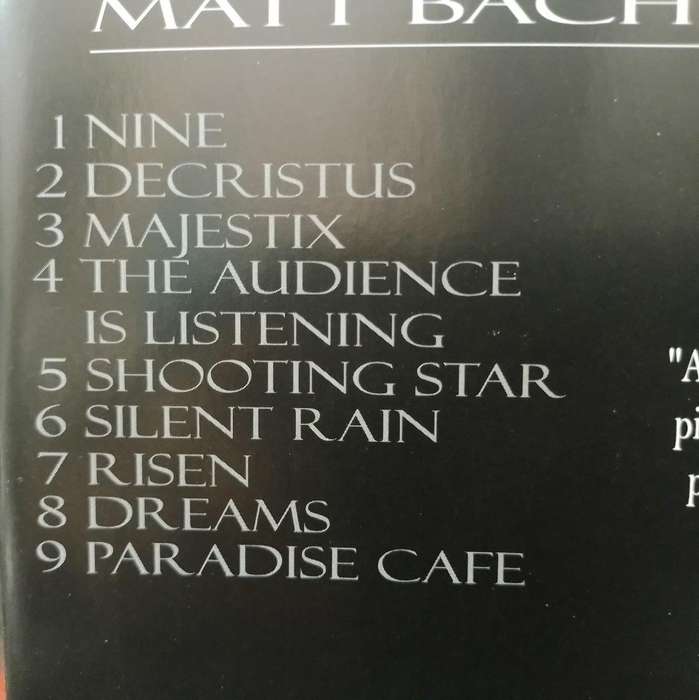 MATT BACH
1 NINE
2 DECRISTUS
3 MAJESTIX
4 THE AUDIENCE
IS LISTENING
5 SHOOTING STAR
6 SILENT RAIN
7 RISEN
8 DREAMS
9 PARADISE CAFE